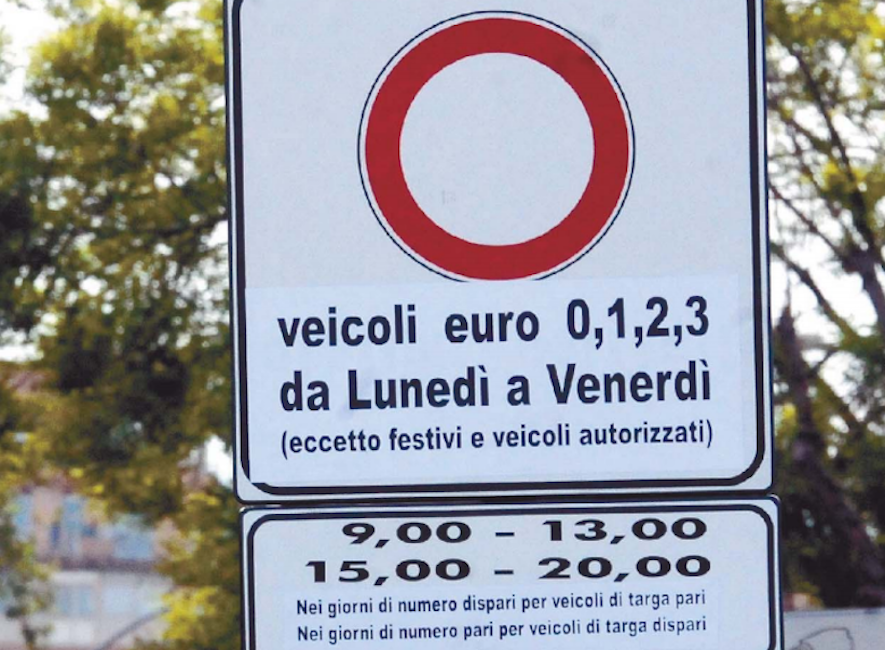 veicoli euro 0,1,2,3
da Lunedì a Venerdì
(eccetto festivi e veicoli autorizzati)
9,00 - 13,00
15,00 - 20,00
Nei giorni di numero dispari per veicoli di targa pari
Nei giorni di numero pari per veicoli di targa dispari